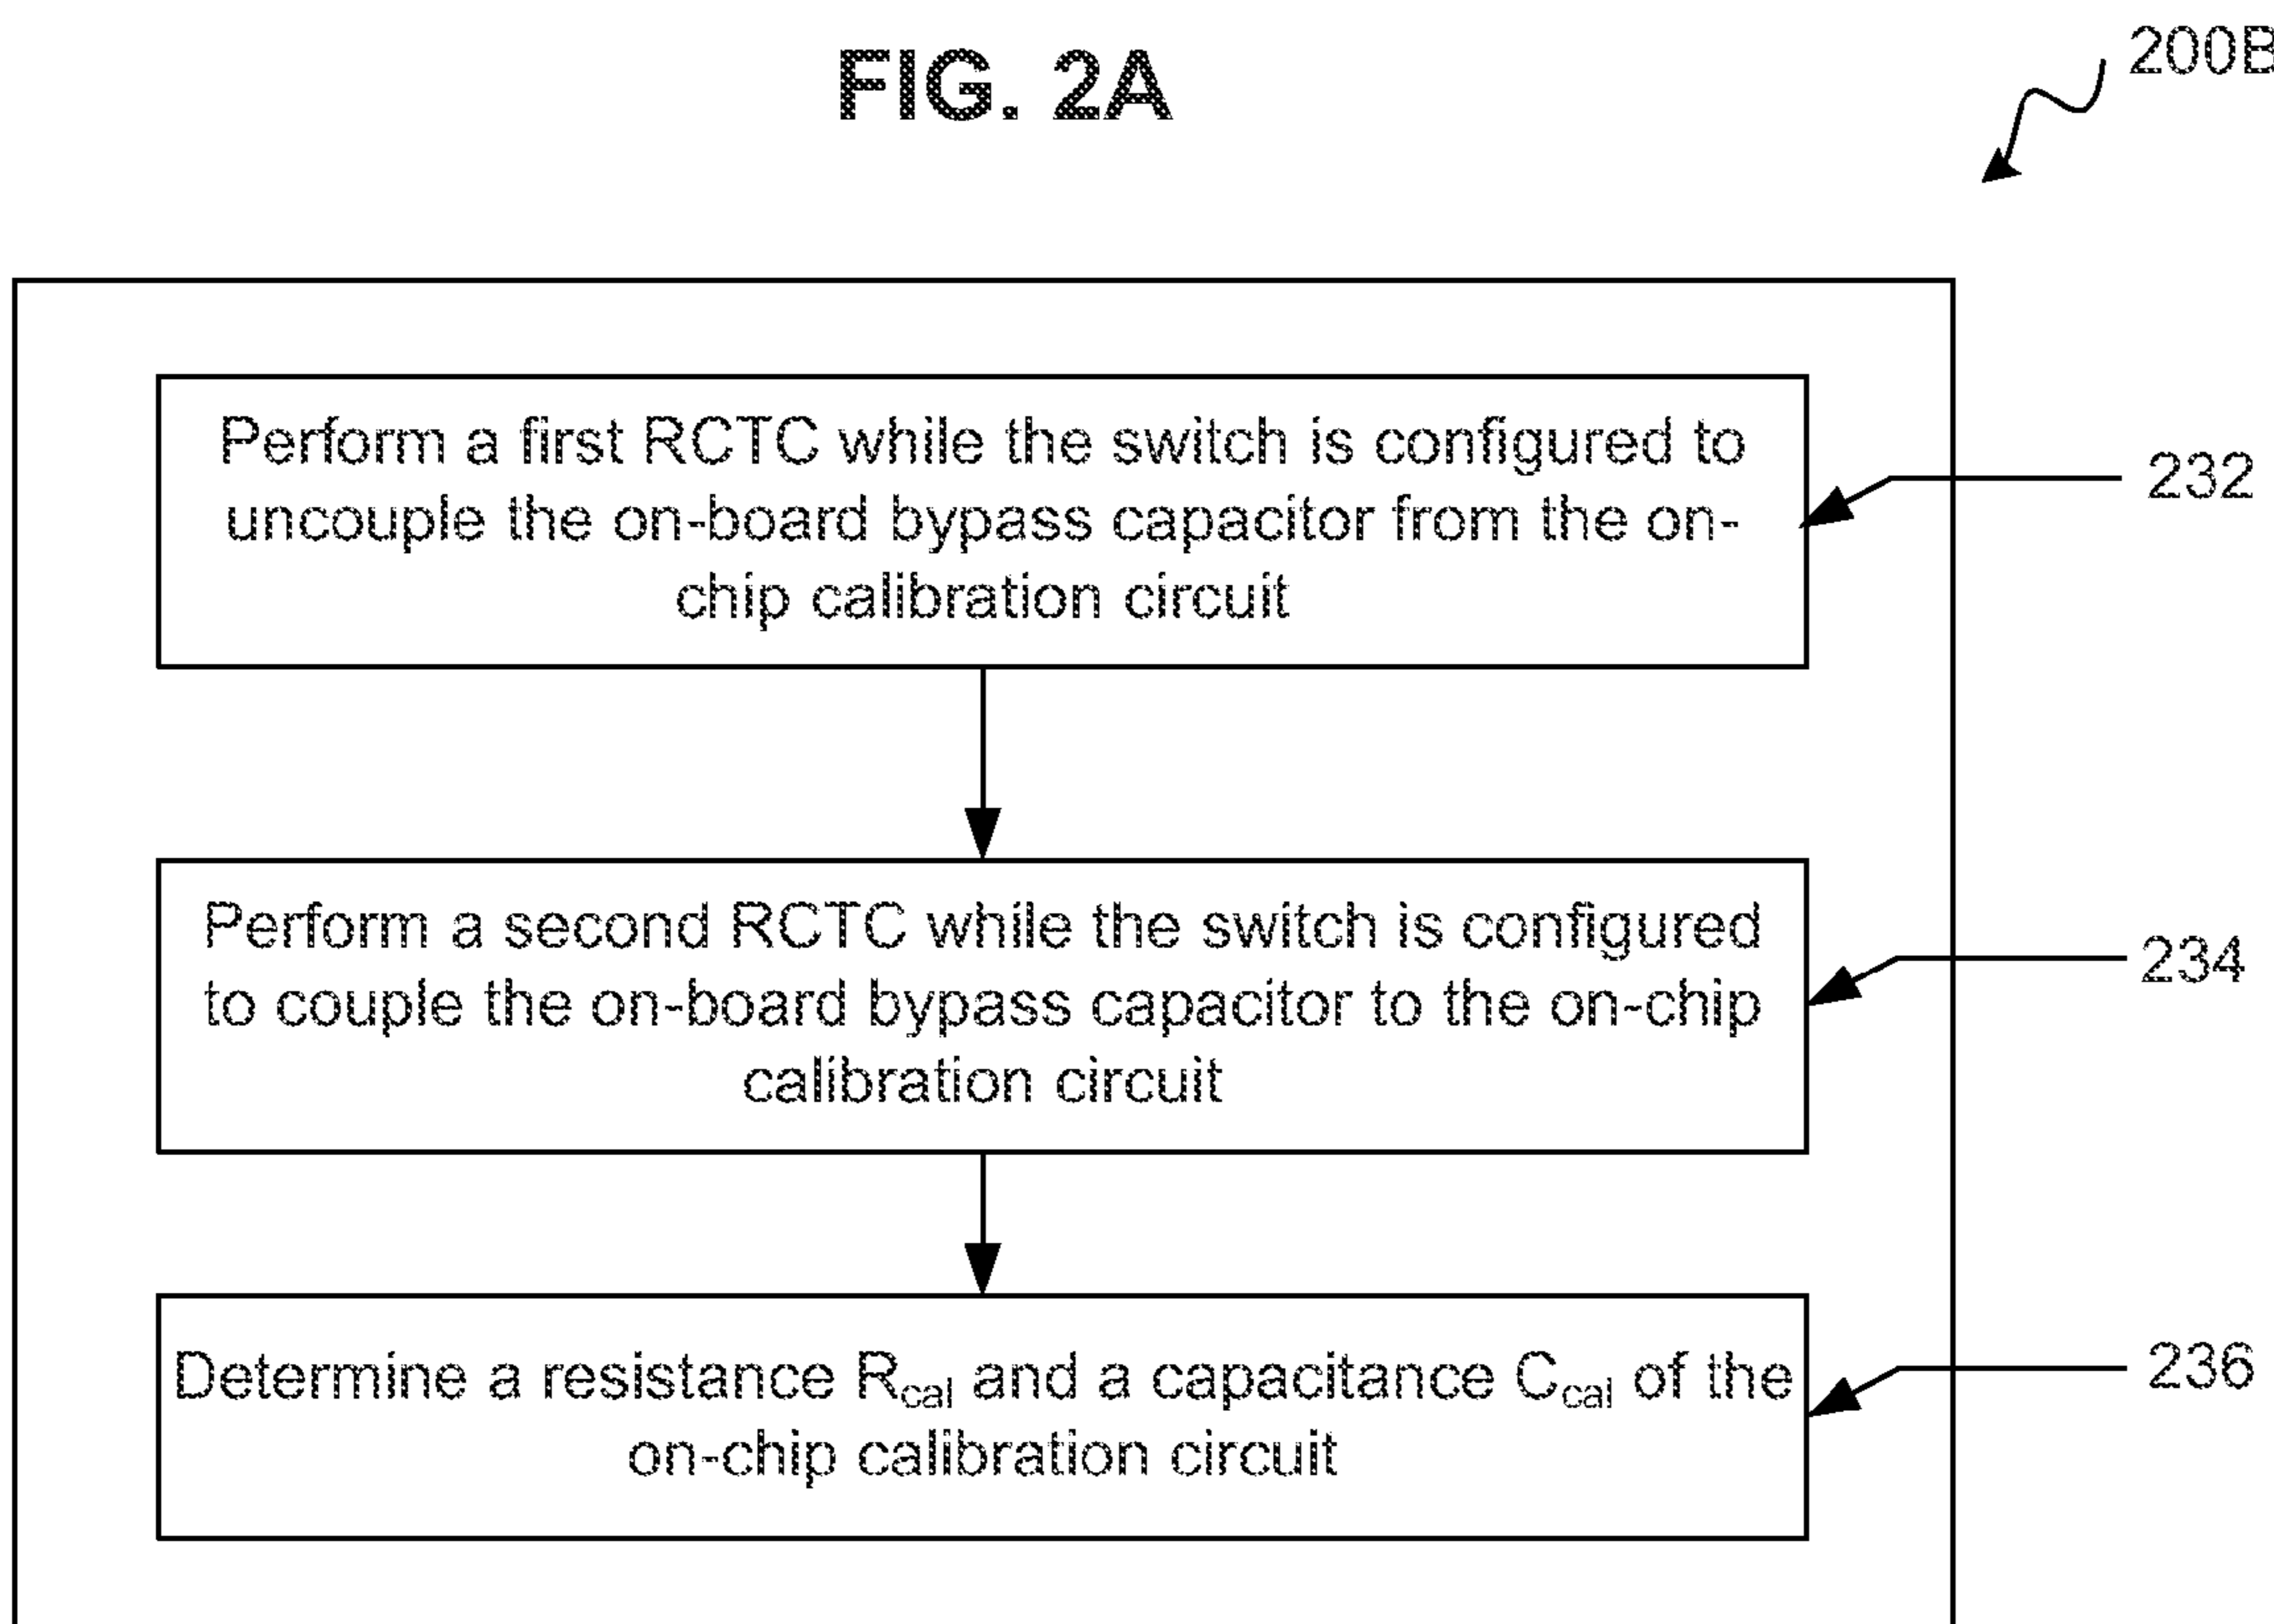 FIG. 2A
200B
Perform a first RCTC while the switch is configured to
uncouple the on-board bypass capacitor from the on-
chip calibration circuit
232
Perform a second RCTC while the switch is configured
to couple the on-board bypass capacitor to the on-chip
calibration circuit
234
Determine a resistance Rcal and a capacitance Ccal of the
on-chip calibration circuit
236